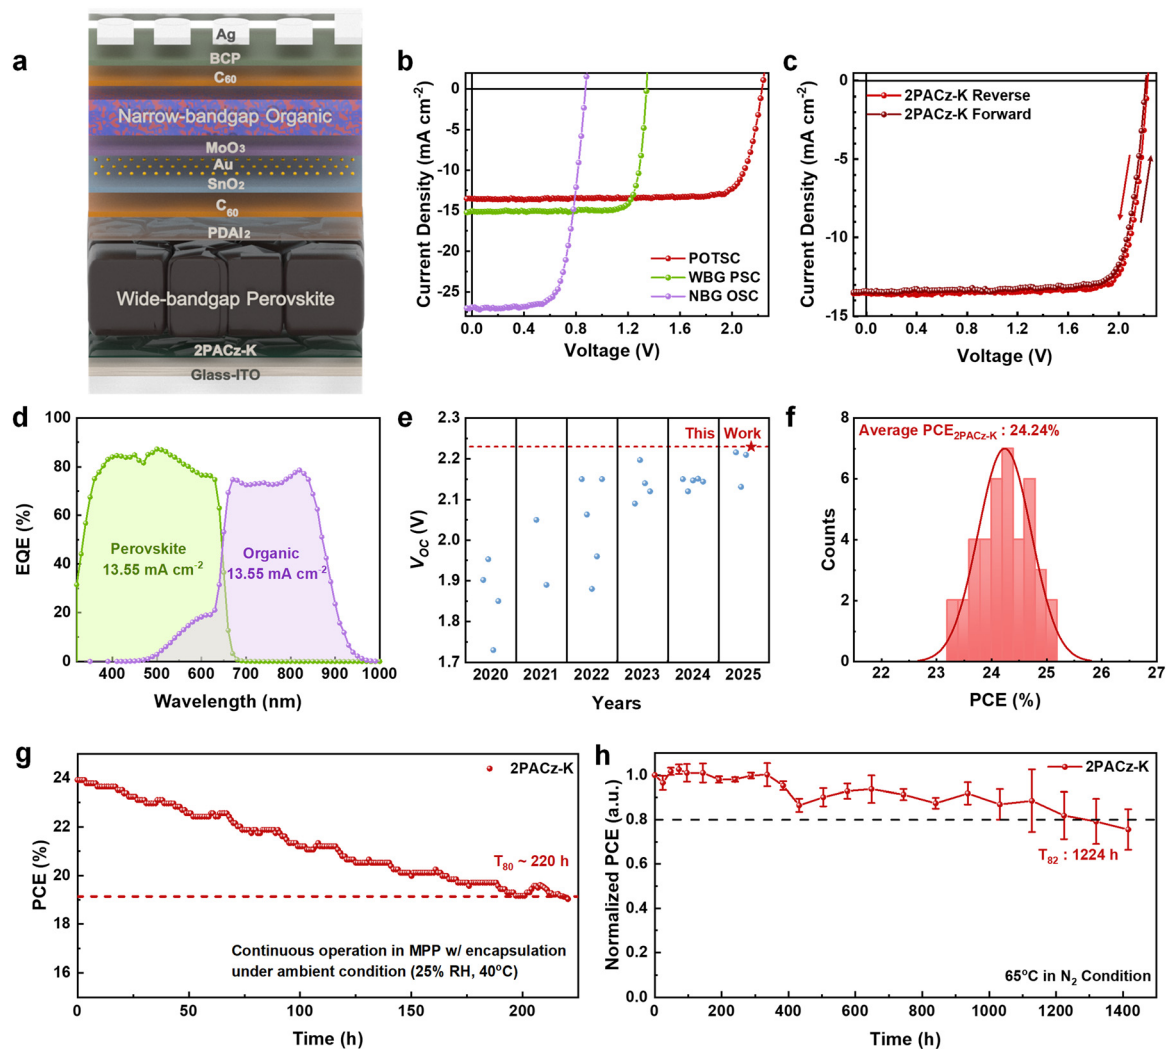 a
Ag
BCP
C60
Narrow-bandgap Organic
MoO3
Au
SnO2
C60
PDAI2
Wide-bandgap Perovskite
2PACz-K
Glass-ITO
b
Current Density (mA cm-2)
0
-5
-10
-15
-20
-25
0.0 0.4 0.8 1.2 1.6 2.0
Voltage (V)
POTSC
WBG PSC
NBG OSC
c
Current Density (mA cm-2)
0
-5
-10
-15
0.0 0.5 1.0 1.5 2.0
Voltage (V)
2PACz-K Reverse
2PACz-K Forward
d
EQE (%)
100
80
60
40
20
0
400 500 600 700 800 900 1000
Wavelength (nm)
Perovskite
13.55 mA cm-2
Organic
13.55 mA cm-2
e
VOC (V)
2.3
2.2
2.1
2.0
1.9
1.8
1.7
2020 2021 2022 2023 2024 2025
Years
This Work
f
Counts
8
6
4
2
0
22 23 24 25 26 27
PCE (%)
Average PCE2PACz-K : 24.24%
g
PCE (%)
24
22
20
19
18
16
0 50 100 150 200
Time (h)
2PACz-K
T80 ~ 220 h
Continuous operation in MPP w/ encapsulation
under ambient condition (25% RH, 40oC)
h
Normalized PCE (a.u.)
1.0
0.8
0.6
0.4
0.2
0.0
0 200 400 600 800 1000 1200 1400
Time (h)
2PACz-K
T82 : 1224 h
65oC in N2 Condition